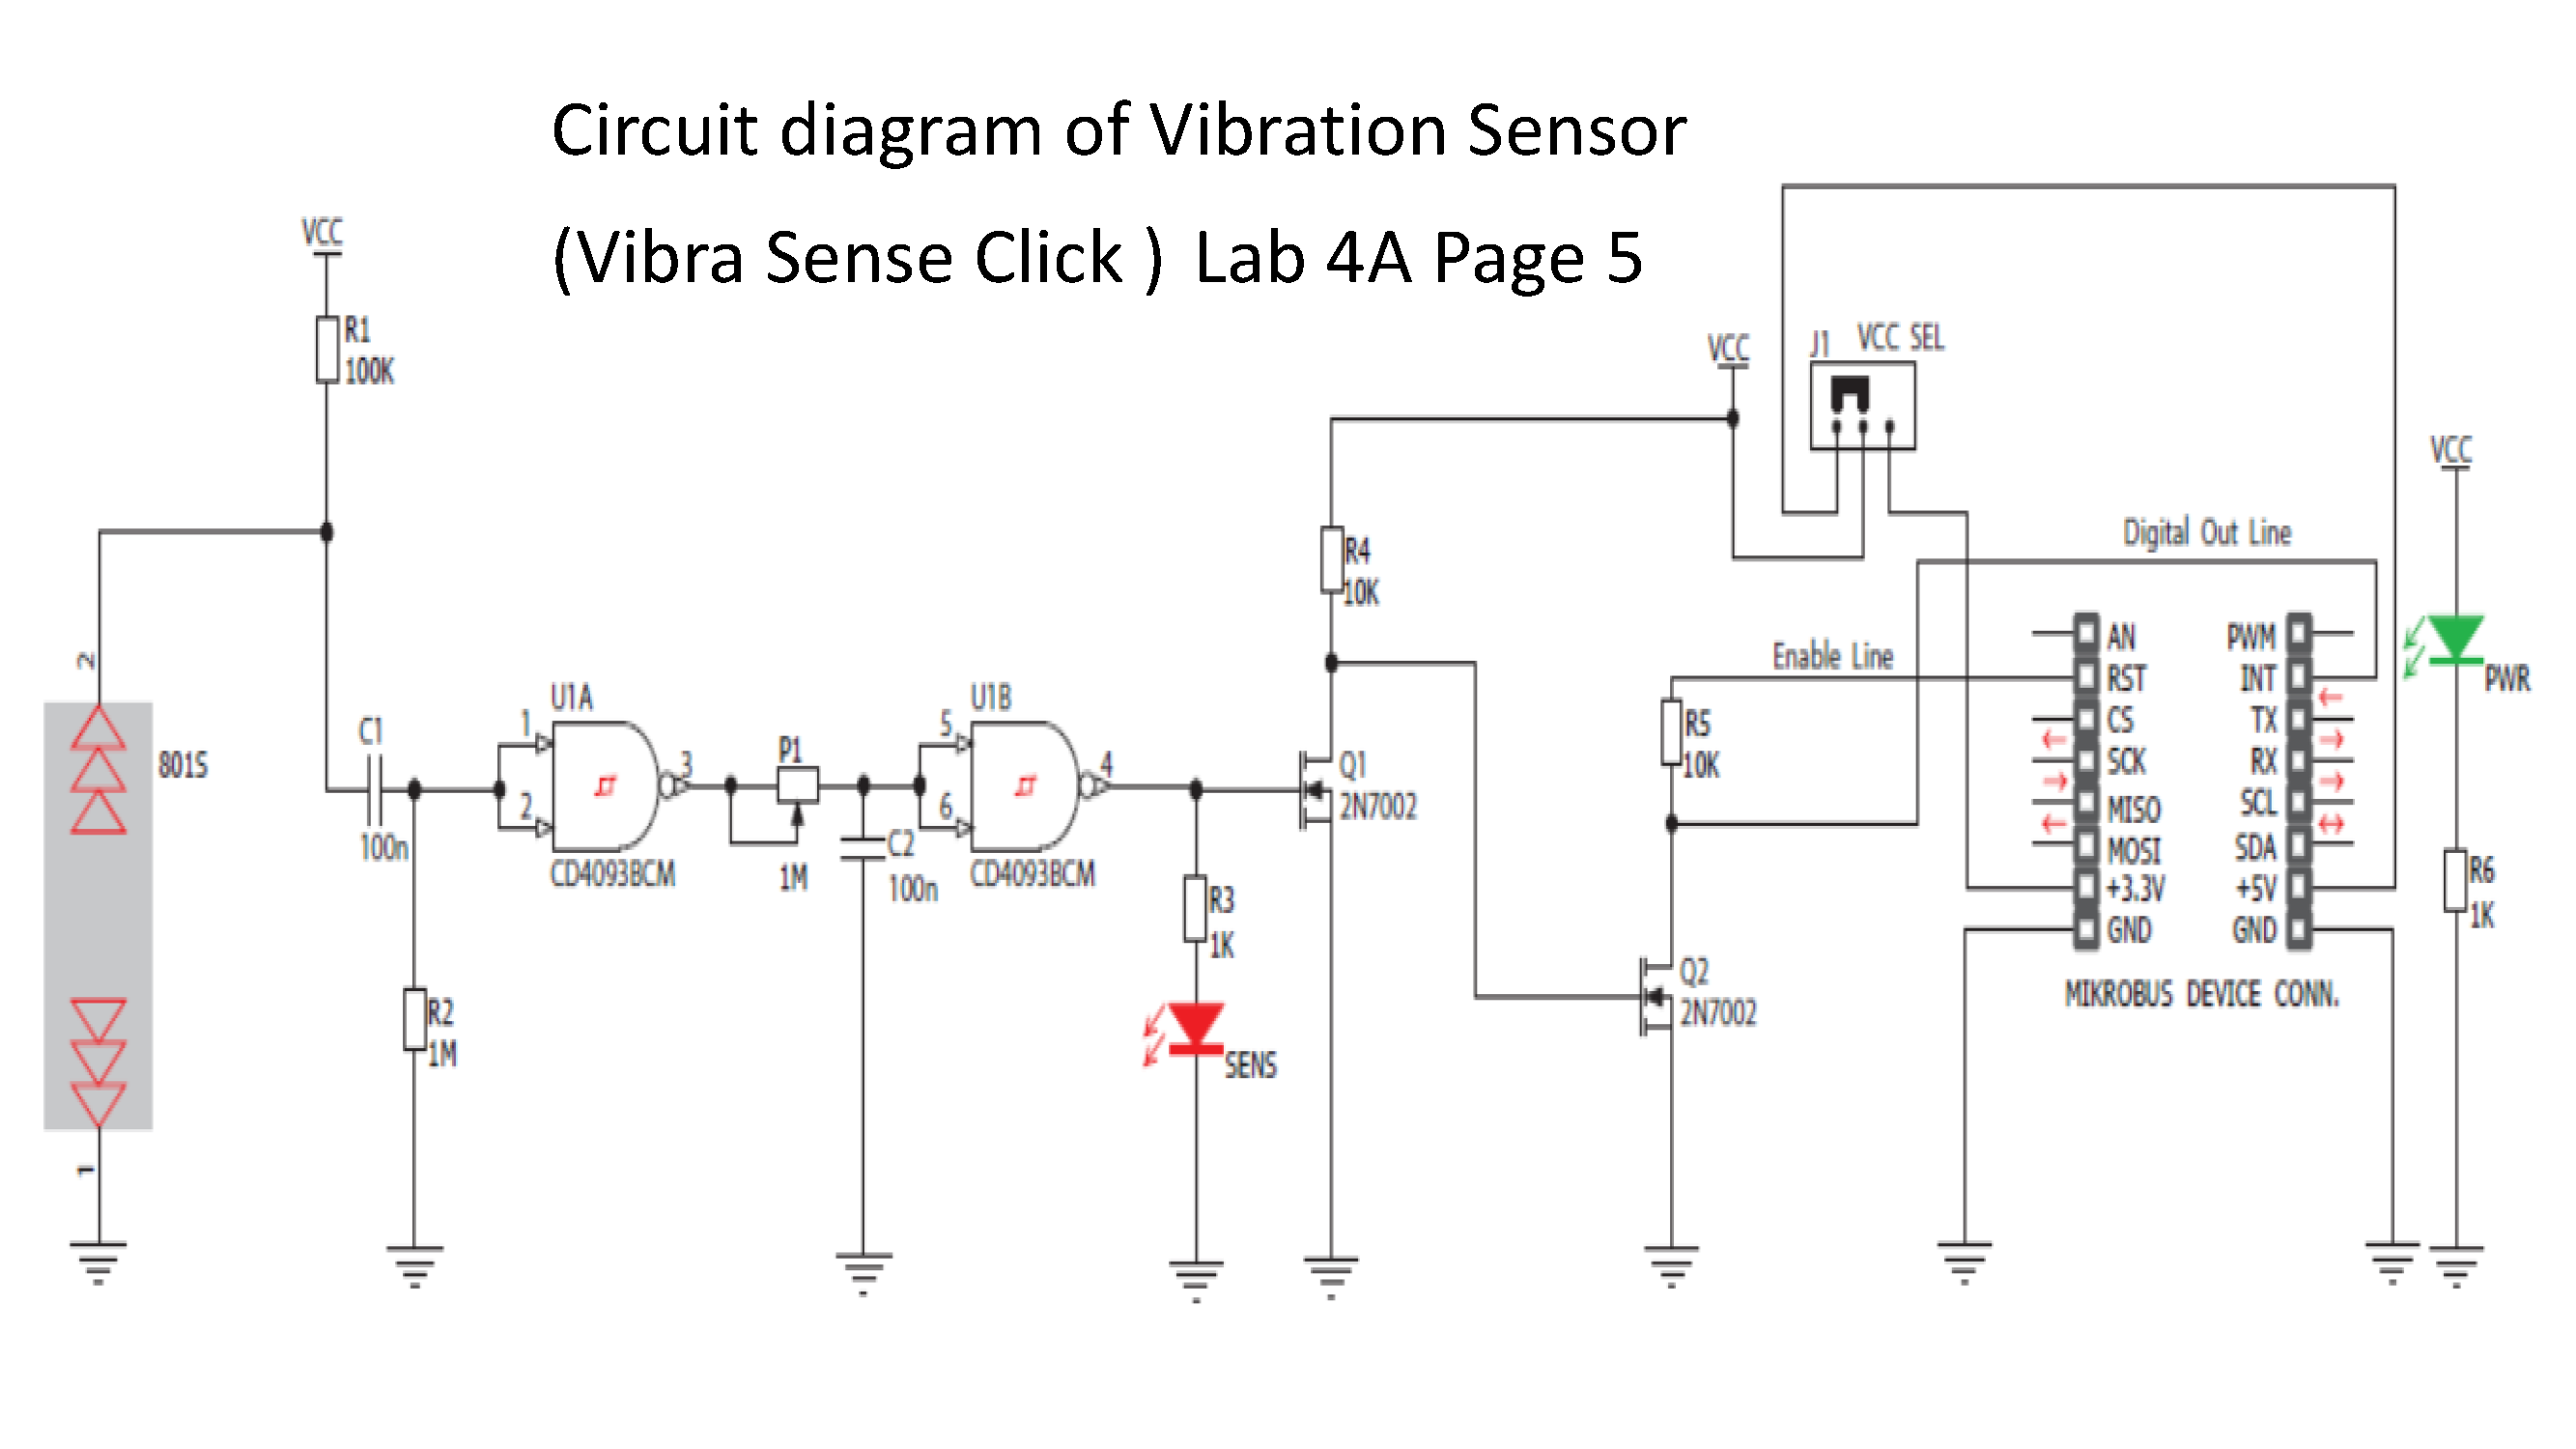 Circuit diagram of Vibration Sensor
(Vibra Sense Click ) Lab 4A Page 5
VCC
R1
100K
2
801S
1
C1
100n
R2
1M
U1A
1
2
3
CD4093BCM
P1
1M
C2
100n
U1B
5
6
4
CD4093BCM
R3
1K
SENS
R4
10K
Q1
2N7002
VCC
J1 VCC SEL
Enable Line
Digital Out Line
R5
10K
Q2
2N7002
AN PWM
RST INT
CS TX
SCK RX
MISO SCL
MOSI SDA
+3.3V +5V
GND GND
MIKROBUS DEVICE CONN.
VCC
PWR
R6
1K